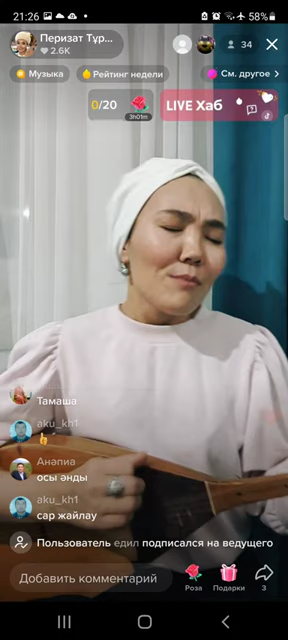 21:26
58%
Перизат Тұр...
2.6K
34
Музыка
Рейтинг недели
См. другое
0/20
3h01m
LIVE Хаб
Тамаша
aku_kh1
👍
Анәпиа
осы әнды
aku_kh1
сар жайлау
Пользователь едил подписался на ведущего
Добавить комментарий
Роза
Подарки
3